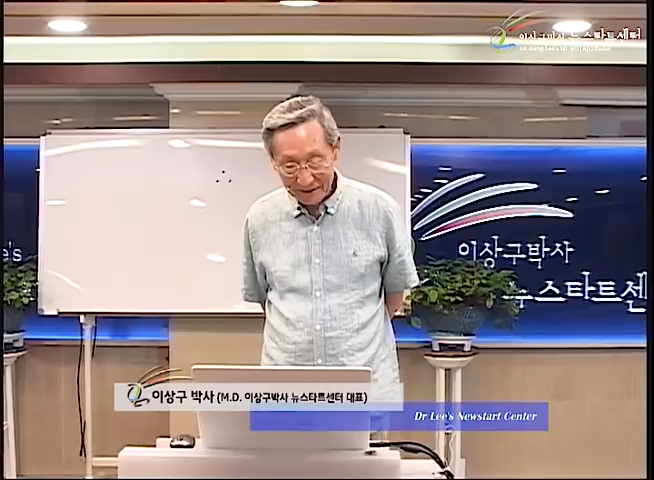 이상구박사 뉴스타트센터
이상구박사
뉴스타트센
e's
이상구 박사 (M.D. 이상구박사 뉴스타트센터 대표)
Dr Lee's Newstart Center